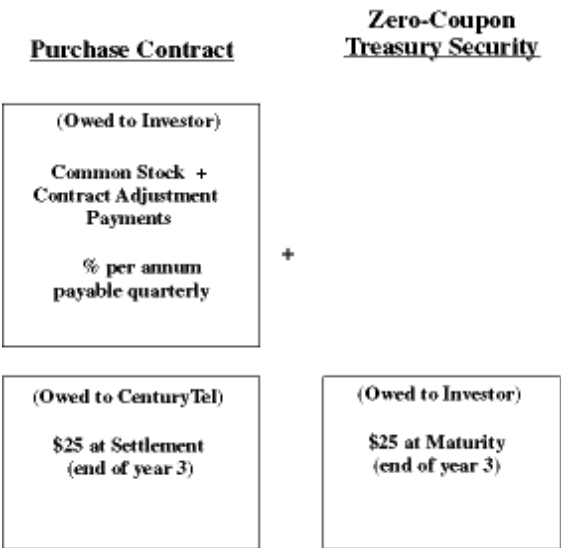 Purchase Contract
Zero-Coupon
Treasury Security
(Owed to Investor)
Common Stock +
Contract Adjustment
Payments
% per annum
payable quarterly
+
(Owed to CenturyTel)
$25 at Settlement
(end of year 3)
(Owed to Investor)
$25 at Maturity
(end of year 3)